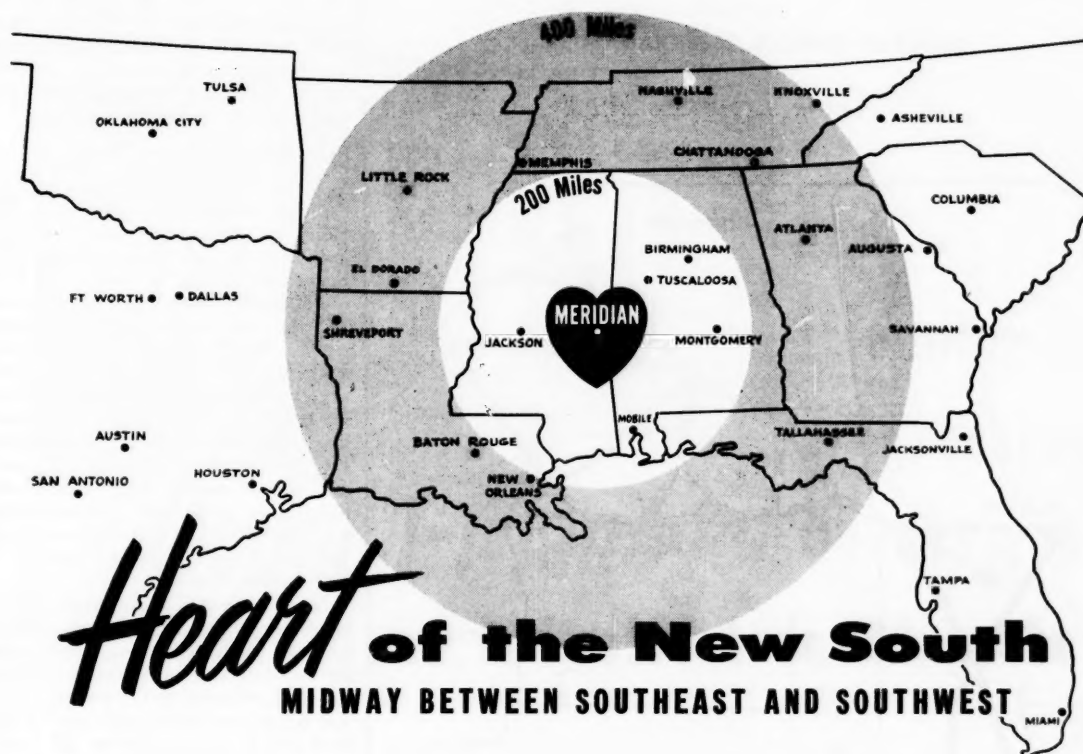 400 Miles
TULSA
NASHVILLE
KNOXVILLE
OKLAHOMA CITY
ASHEVILLE
MEMPHIS
CHATTANOOGA
LITTLE ROCK
200 Miles
COLUMBIA
ATLANTA
BIRMINGHAM
AUGUSTA
EL DORADO
TUSCALOOSA
FT WORTH
DALLAS
MERIDIAN
SHREVEPORT
JACKSON
MONTGOMERY
SAVANNAH
MOBILE
AUSTIN
BATON ROUGE
TALLAHASSEE
JACKSONVILLE
SAN ANTONIO
HOUSTON
NEW
ORLEANS
TAMPA
Heart of the New South
MIDWAY BETWEEN SOUTHEAST AND SOUTHWEST
MIAMI